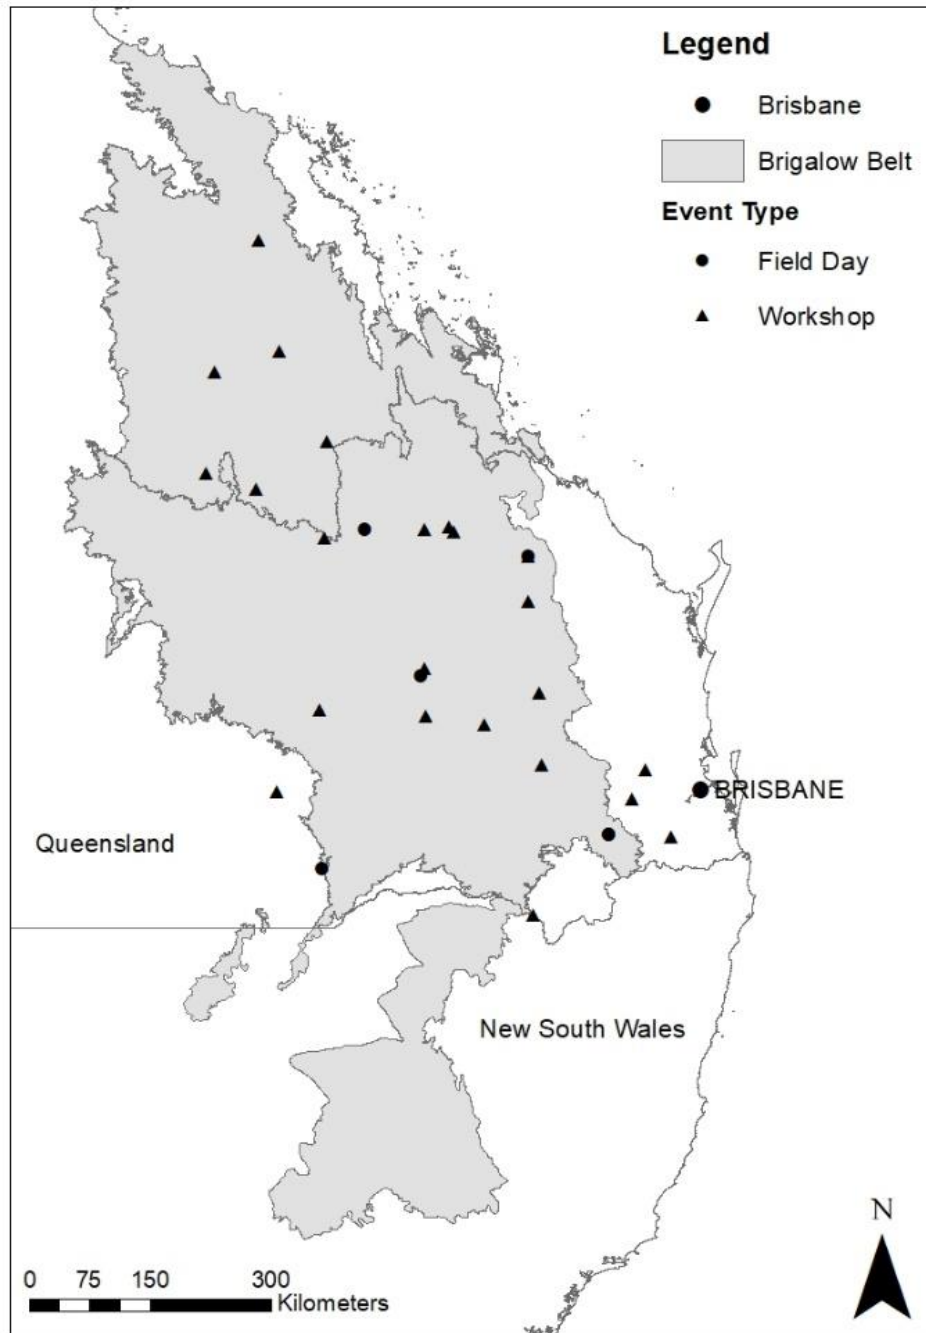 Legend
Brisbane
Brigalow Belt
Event Type
Field Day
Workshop
BRISBANE
Queensland
New South Wales
N
0 75 150 300
Kilometers